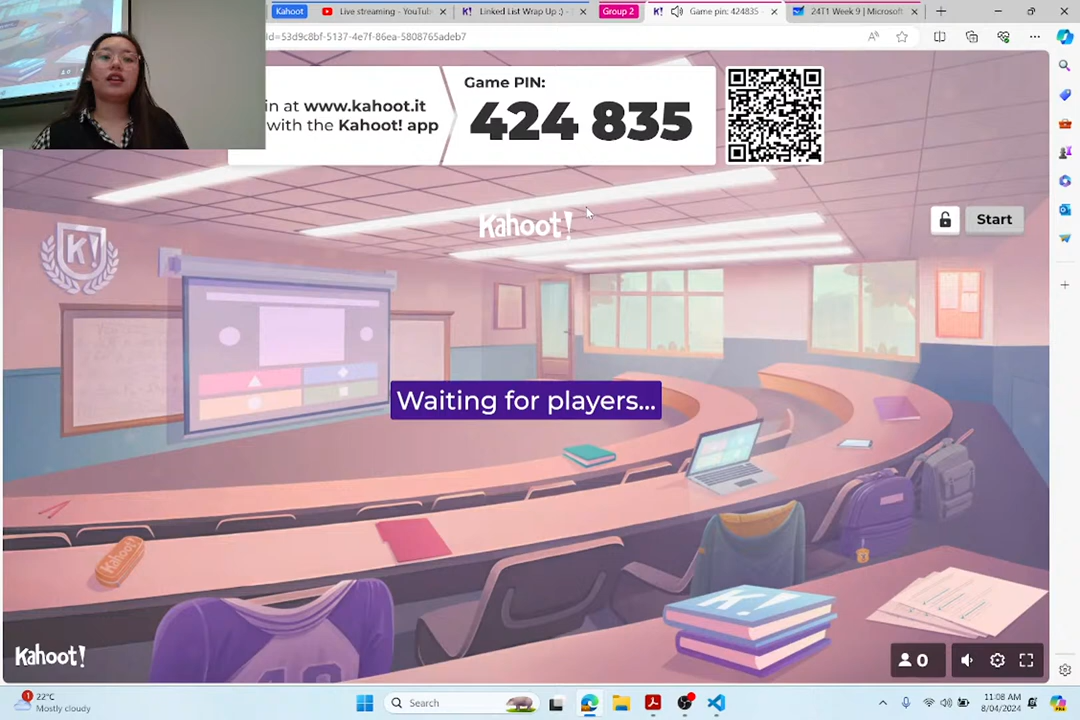 Kahoot
Live streaming - YouTub
Linked List Wrap Up :) -
Group 2
Game pin: 424835 -
24T1 Week 9 | Microsoft
Id=53d9c8bf-5137-4e7f-86ea-5808765adeb7
in at www.kahoot.it
with the Kahoot! app
Game PIN:
424 835
Kahoot!
Start
K!
Waiting for players...
Kahoot!
K!
Kahoot!
0
1
22°C
Mostly cloudy
Search
11:08 AM
8/04/2024